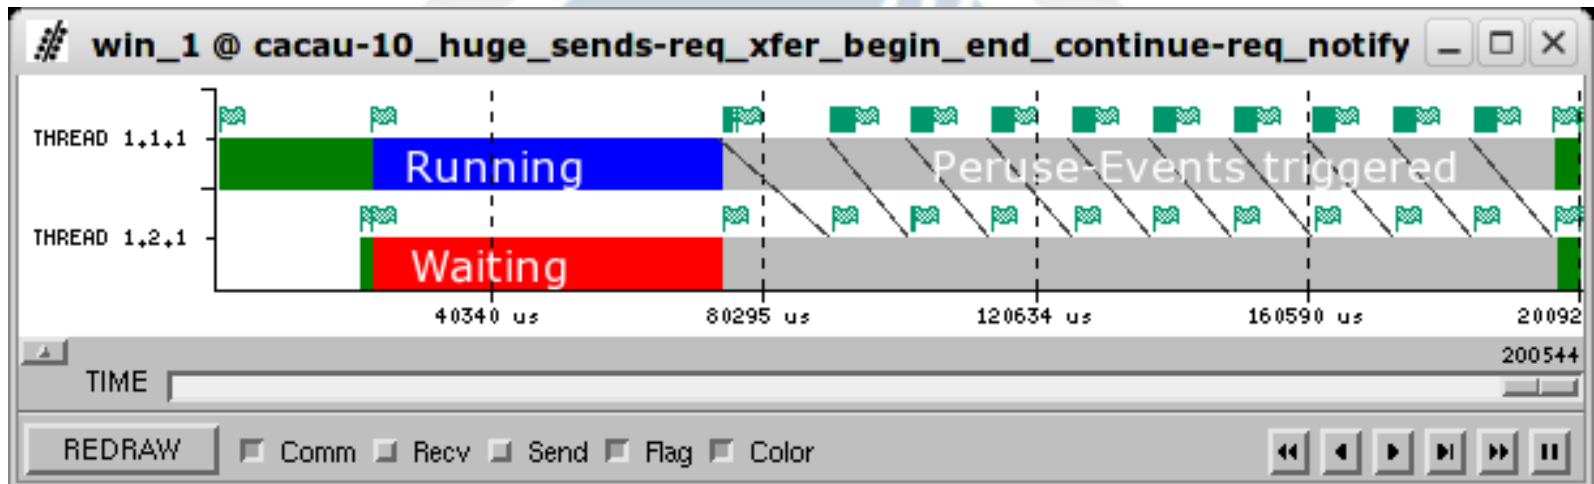 win_1 @ cacau-10_huge_sends-req_xfer_begin_end_continue-req_notify
THREAD 1.1.1
Running
Peruse-Events triggered
THREAD 1.2.1
Waiting
40340 us
80295 us
120634 us
160590 us
20092
200544
TIME
REDRAW
Comm
Recv
Send
Flag
Color